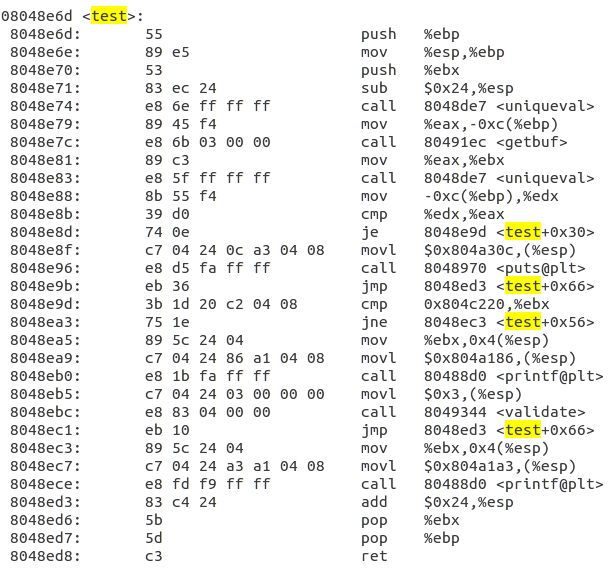 08048e6d <test>:
8048e6d: 55 push %ebp
8048e6e: 89 e5 mov %esp,%ebp
8048e70: 53 push %ebx
8048e71: 83 ec 24 sub $0x24,%esp
8048e74: e8 6e ff ff ff call 8048de7 <uniqueval>
8048e79: 89 45 f4 mov %eax,-0xc(%ebp)
8048e7c: e8 6b 03 00 00 call 80491ec <getbuf>
8048e81: 89 c3 mov %eax,%ebx
8048e83: e8 5f ff ff ff call 8048de7 <uniqueval>
8048e88: 8b 55 f4 mov -0xc(%ebp),%edx
8048e8b: 39 d0 cmp %edx,%eax
8048e8d: 74 0e je 8048e9d <test+0x30>
8048e8f: c7 04 24 0c a3 04 08 movl $0x804a30c,(%esp)
8048e96: e8 d5 fa ff ff call 8048970 <puts@plt>
8048e9b: eb 36 jmp 8048ed3 <test+0x66>
8048e9d: 3b 1d 20 c2 04 08 cmp 0x804c220,%ebx
8048ea3: 75 1e jne 8048ec3 <test+0x56>
8048ea5: 89 5c 24 04 mov %ebx,0x4(%esp)
8048ea9: c7 04 24 86 a1 04 08 movl $0x804a186,(%esp)
8048eb0: e8 1b fa ff ff call 80488d0 <printf@plt>
8048eb5: c7 04 24 03 00 00 00 movl $0x3,(%esp)
8048ebc: e8 83 04 00 00 call 8049344 <validate>
8048ec1: eb 10 jmp 8048ed3 <test+0x66>
8048ec3: 89 5c 24 04 mov %ebx,0x4(%esp)
8048ec7: c7 04 24 a3 a1 04 08 movl $0x804a1a3,(%esp)
8048ece: e8 fd f9 ff ff call 80488d0 <printf@plt>
8048ed3: 83 c4 24 add $0x24,%esp
8048ed6: 5b pop %ebx
8048ed7: 5d pop %ebp
8048ed8: c3 ret